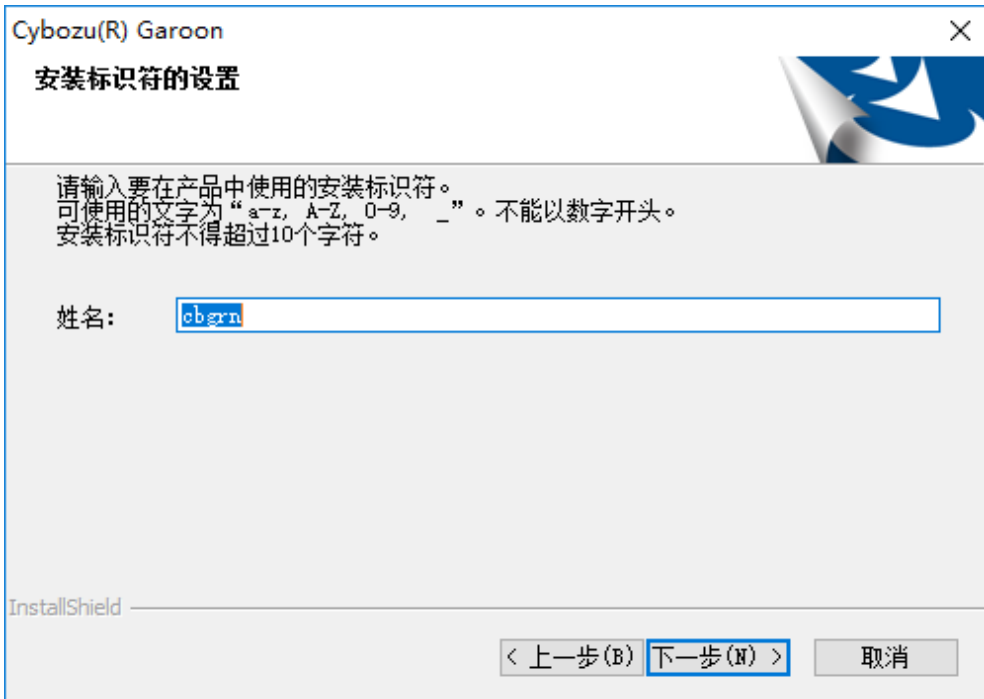 Cybozu(R) Garoon
安装标识符的设置
请输入要在产品中使用的安装标识符。
可使用的文字为“a-z, A-Z, 0-9, _”。不能以数字开头。
安装标识符不得超过10个字符。
姓名: cbgrn
InstallShield
< 上一步(B) 下一步(N) > 取消